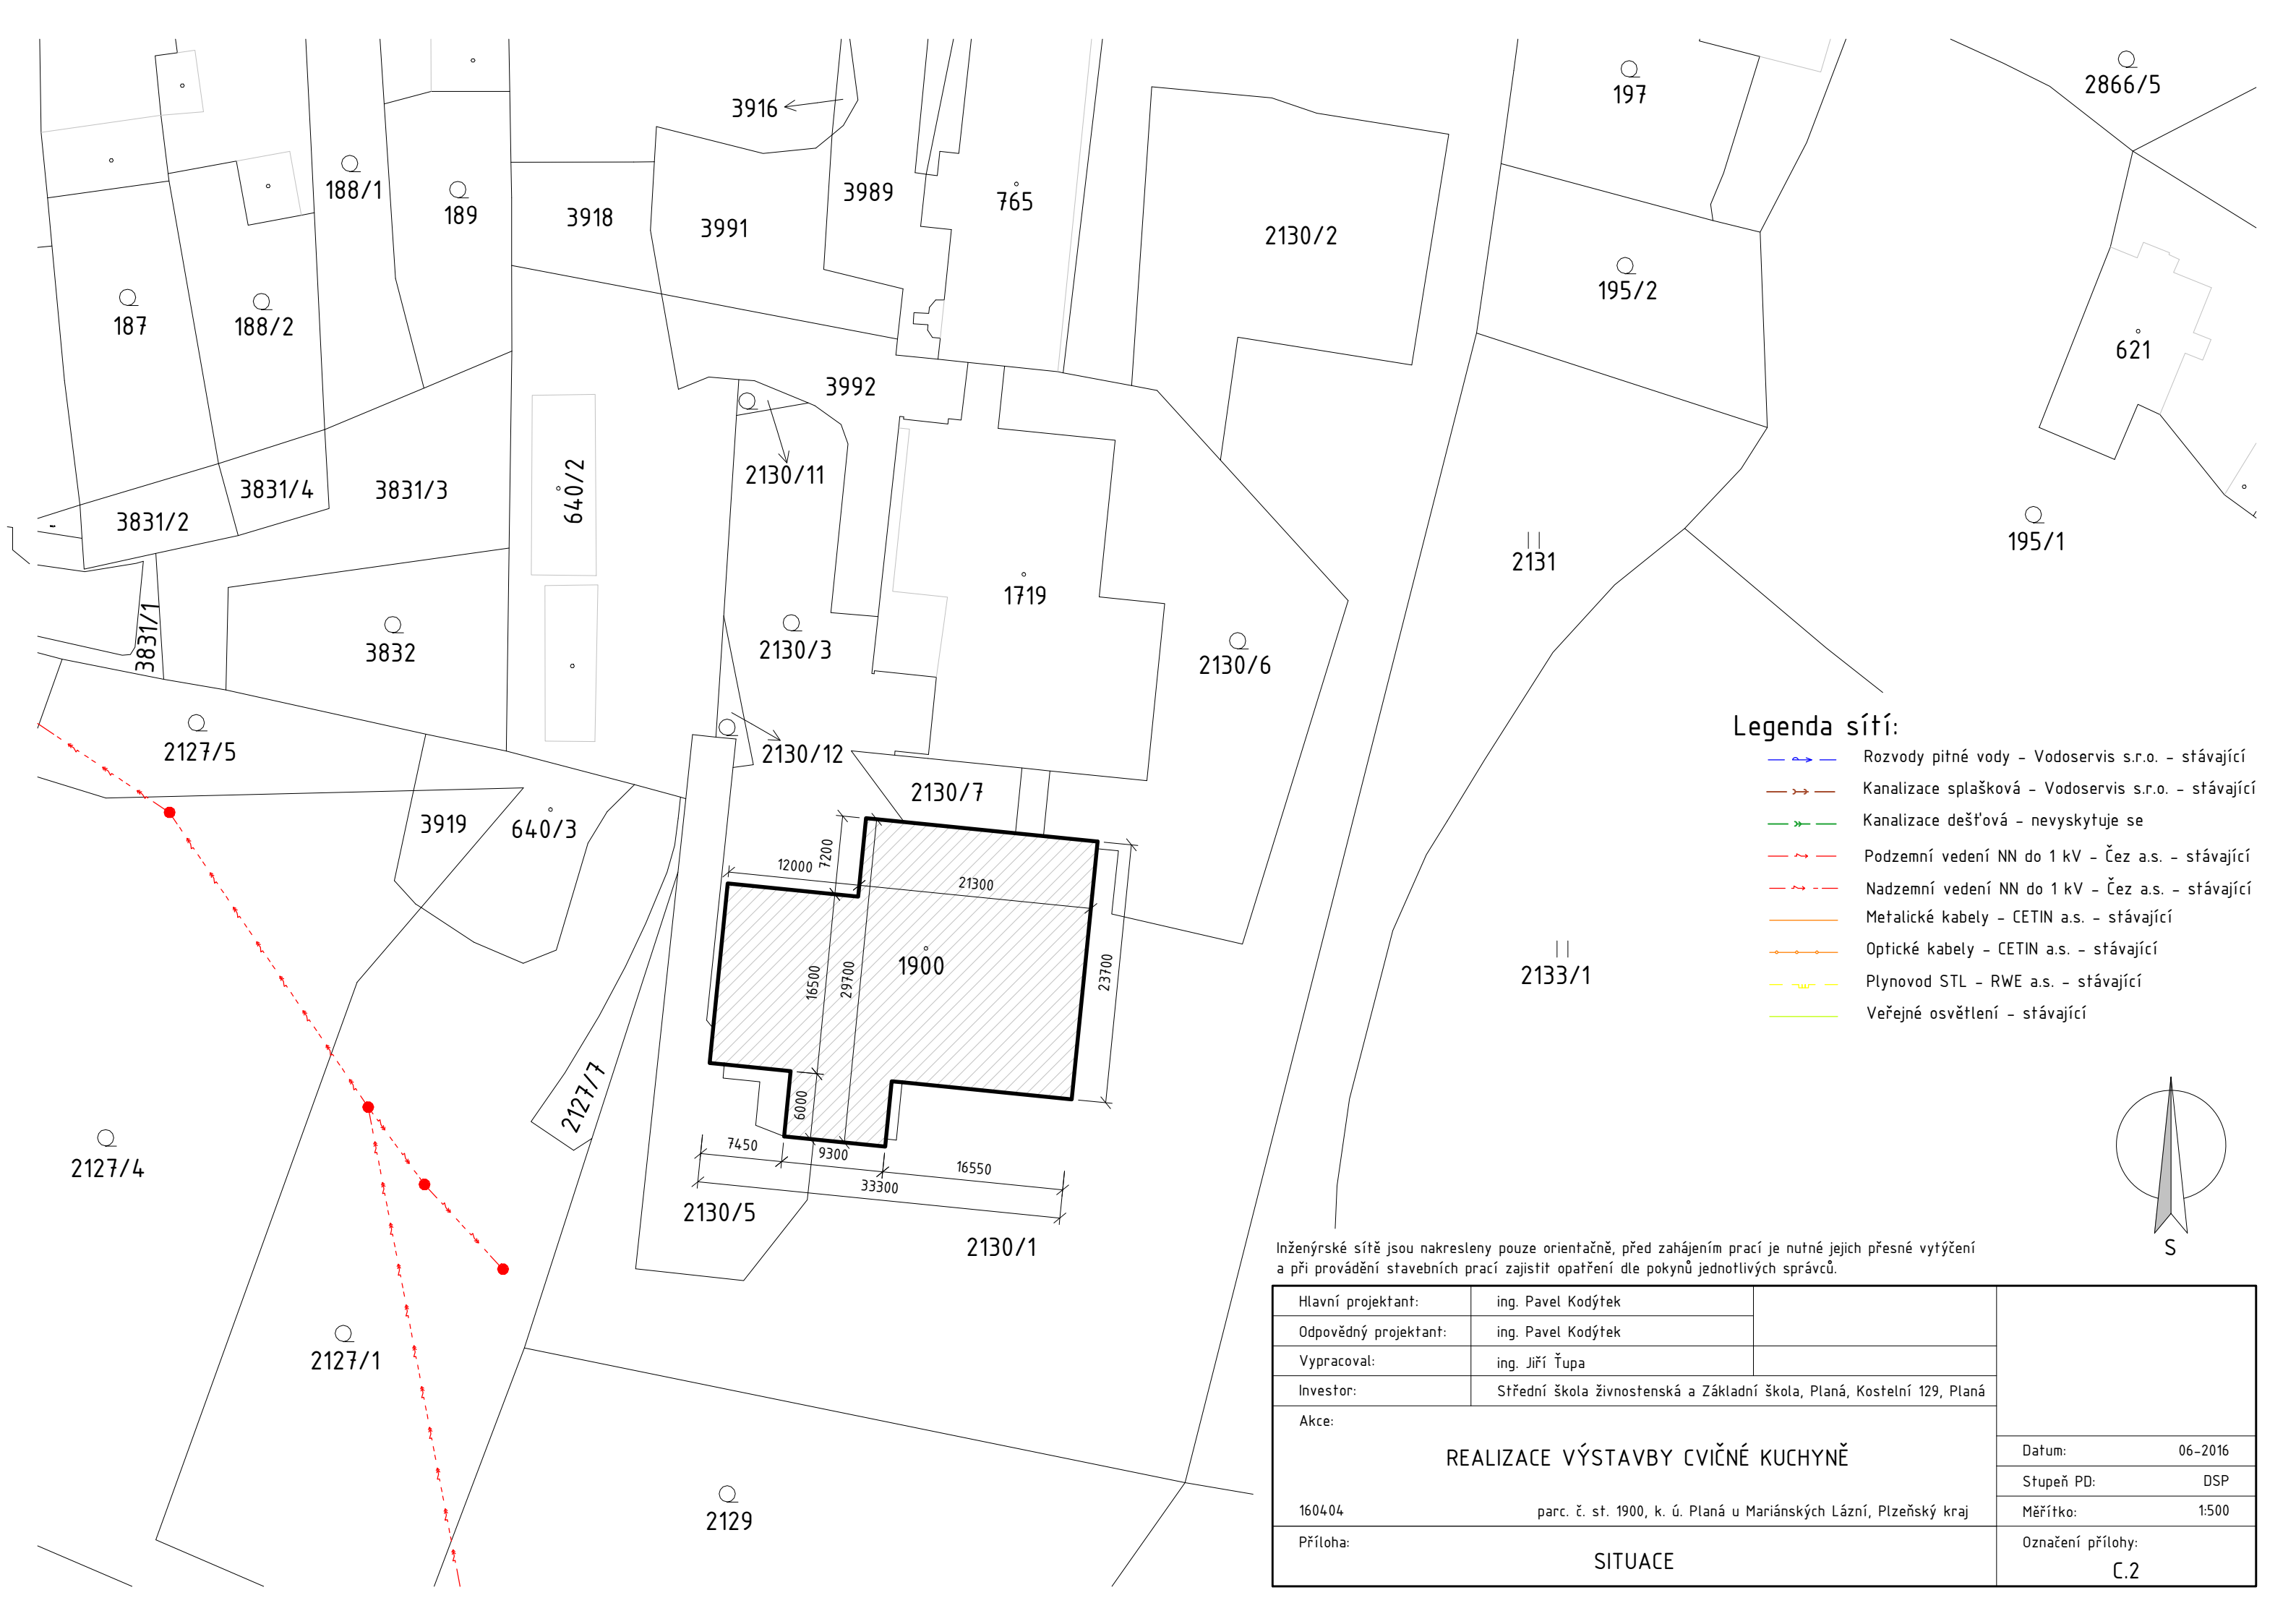 3916
197
2866/5
188/1
189
3918
3991
3989
765
2130/2
195/2
187
188/2
621
3992
2130/11
640/2
3831/4
3831/3
3831/2
195/1
2131
1719
3831/1
3832
2130/3
2130/6
2127/5
2130/12
2130/7
3919
640/3
7200
12000
21300
1900
16500
29700
23700
2133/1
6000
2127/7
7450
9300
16550
33300
2127/4
2130/5
2130/1
2127/1
2129
Legenda sítí:
Rozvody pitné vody - Vodoservis s.r.o. - stávající
Kanalizace splašková - Vodoservis s.r.o. - stávající
Kanalizace dešťová - nevyskytuje se
Podzemní vedení NN do 1 kV - Čez a.s. - stávající
Nadzemní vedení NN do 1 kV - Čez a.s. - stávající
Metalické kabely - CETIN a.s. - stávající
Optické kabely - CETIN a.s. - stávající
Plynovod STL - RWE a.s. - stávající
Veřejné osvětlení - stávající
S
Inženýrské sítě jsou nakresleny pouze orientačně, před zahájením prací je nutné jejich přesné vytýčení
a při provádění stavebních prací zajistit opatření dle pokynů jednotlivých správců.
Hlavní projektant: ing. Pavel Kodýtek
Odpovědný projektant: ing. Pavel Kodýtek
Vypracoval: ing. Jiří Ťupa
Investor: Střední škola živnostenská a Základní škola, Planá, Kostelní 129, Planá
Akce:
REALIZACE VÝSTAVBY CVIČNÉ KUCHYNĚ
160404 parc. č. st. 1900, k. ú. Planá u Mariánských Lázní, Plzeňský kraj
Datum: 06-2016
Stupeň PD: DSP
Měřítko: 1:500
Příloha:
SITUACE
Označení přílohy:
C.2